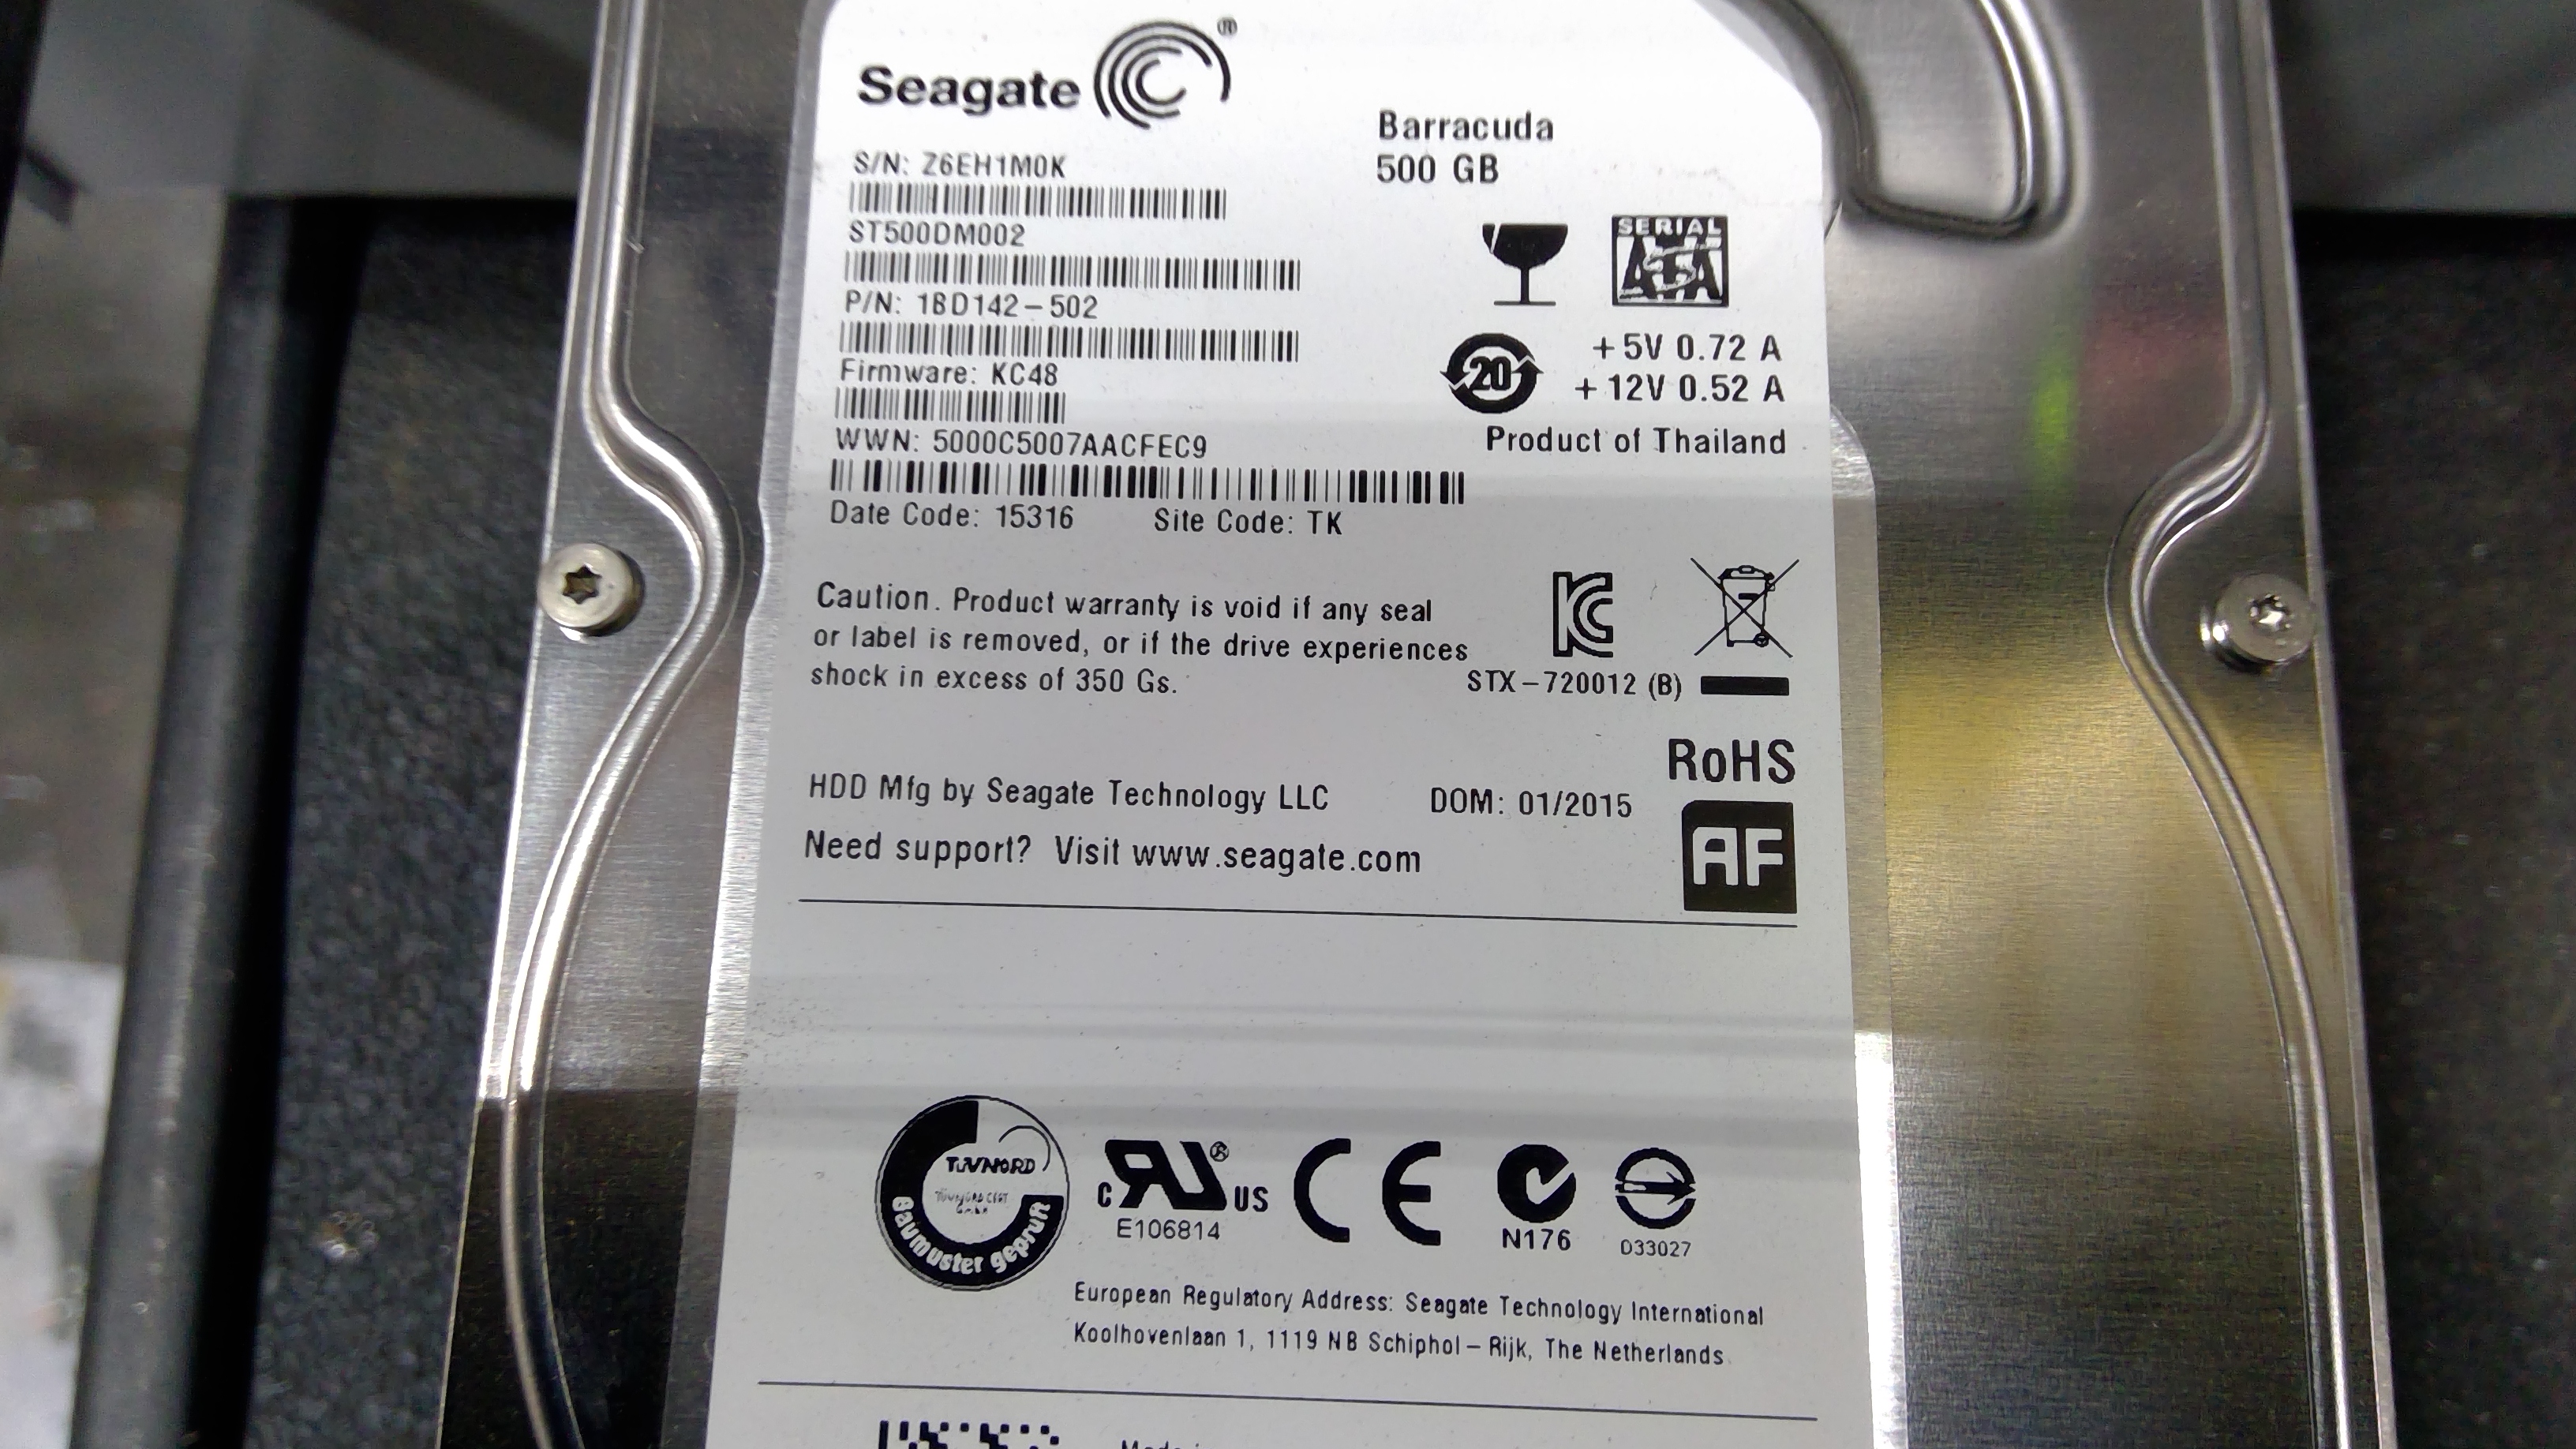 Seagate ®
Barracuda
500 GB
S/N: Z6EH1M0K
ST500DM002
P/N: 1BD142-502
Firmware: KC48
WWN: 5000C5007AACFEC9
Date Code: 15316 Site Code: TK
SERIAL
ATA
20
+5V 0.72 A
+12V 0.52 A
Product of Thailand
Caution. Product warranty is void if any seal
or label is removed, or if the drive experiences
shock in excess of 350 Gs.
STX-720012 (B)
RoHS
HDD Mfg by Seagate Technology LLC DOM: 01/2015
AF
Need support? Visit www.seagate.com
TÜVNORD
TÜV NORD CERT
GmbH
Baumuster geprüft
c RU ® US
E106814
CE
N176
D33027
European Regulatory Address: Seagate Technology International
Koolhovenlaan 1, 1119 NB Schiphol-Rijk, The Netherlands